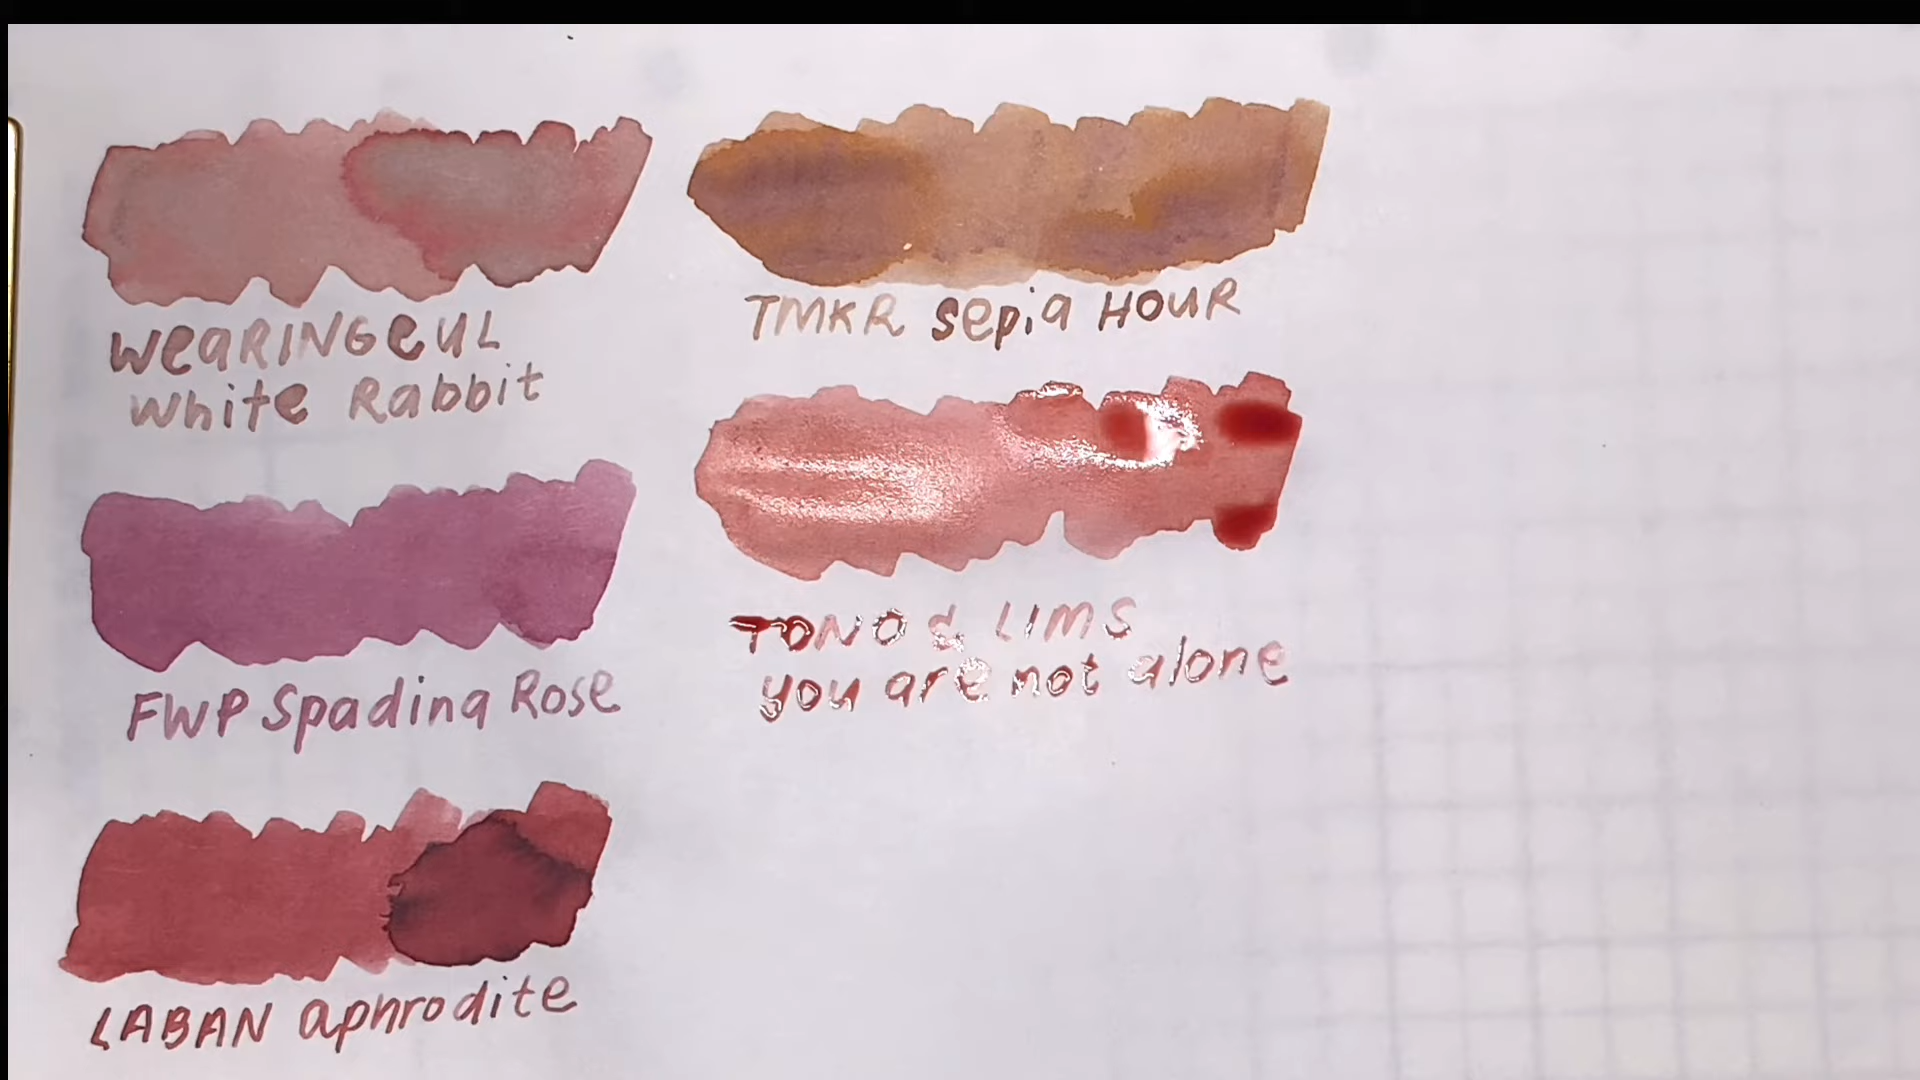 WeaRINGeUL
White Rabbit
FWP Spadina Rose
LABAN aphrodite
TMKR sepia HOUR
TONO & LIMS
you are not alone